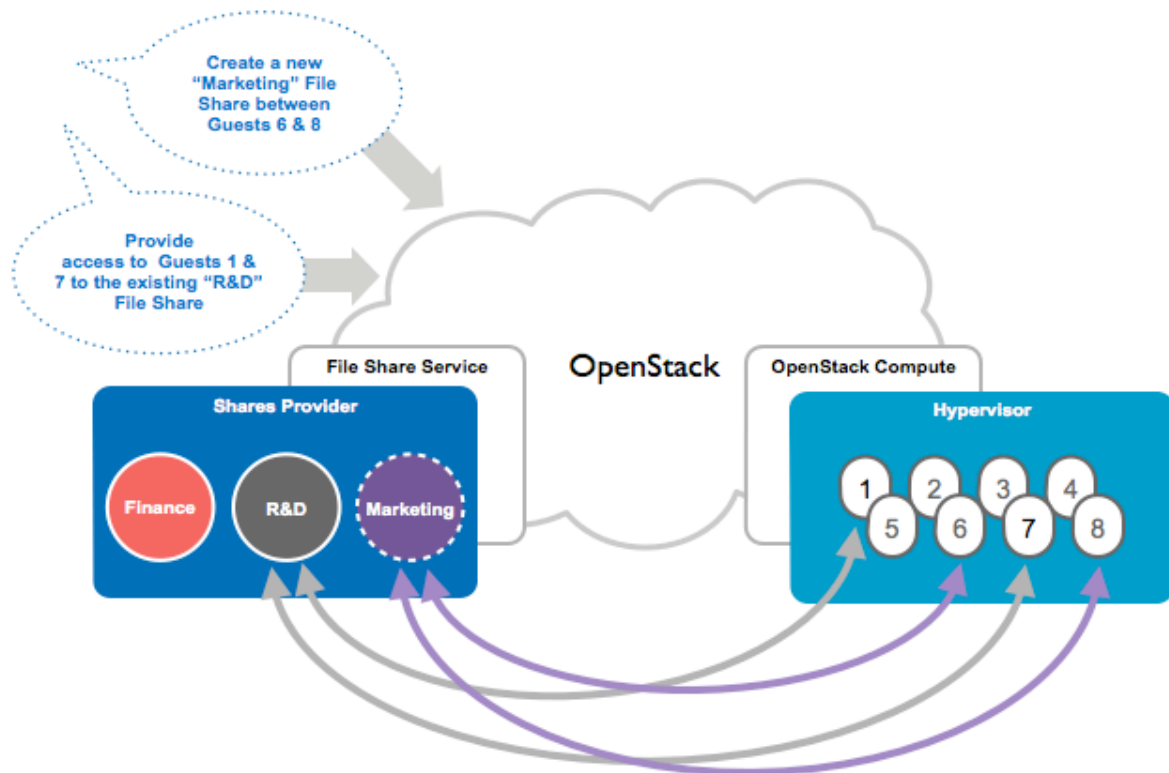 Create a new
“Marketing” File
Share between
Guests 6 & 8
Provide
access to Guests 1 &
7 to the existing “R&D”
File Share
File Share Service
OpenStack
OpenStack Compute
Shares Provider
Hypervisor
Finance
R&D
Marketing
1
2
3
4
5
6
7
8